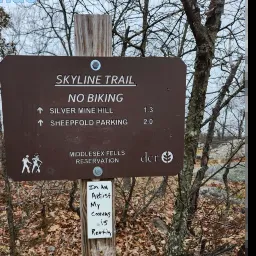 SKYLINE TRAIL
NO BIKING
↑ SILVER MINE HILL 1.3
↑ SHEEPFOLD PARKING 2.0
MIDDLESEX FELLS
RESERVATION
dcr
I'm An
Artist
My
Canvas
is
Reality